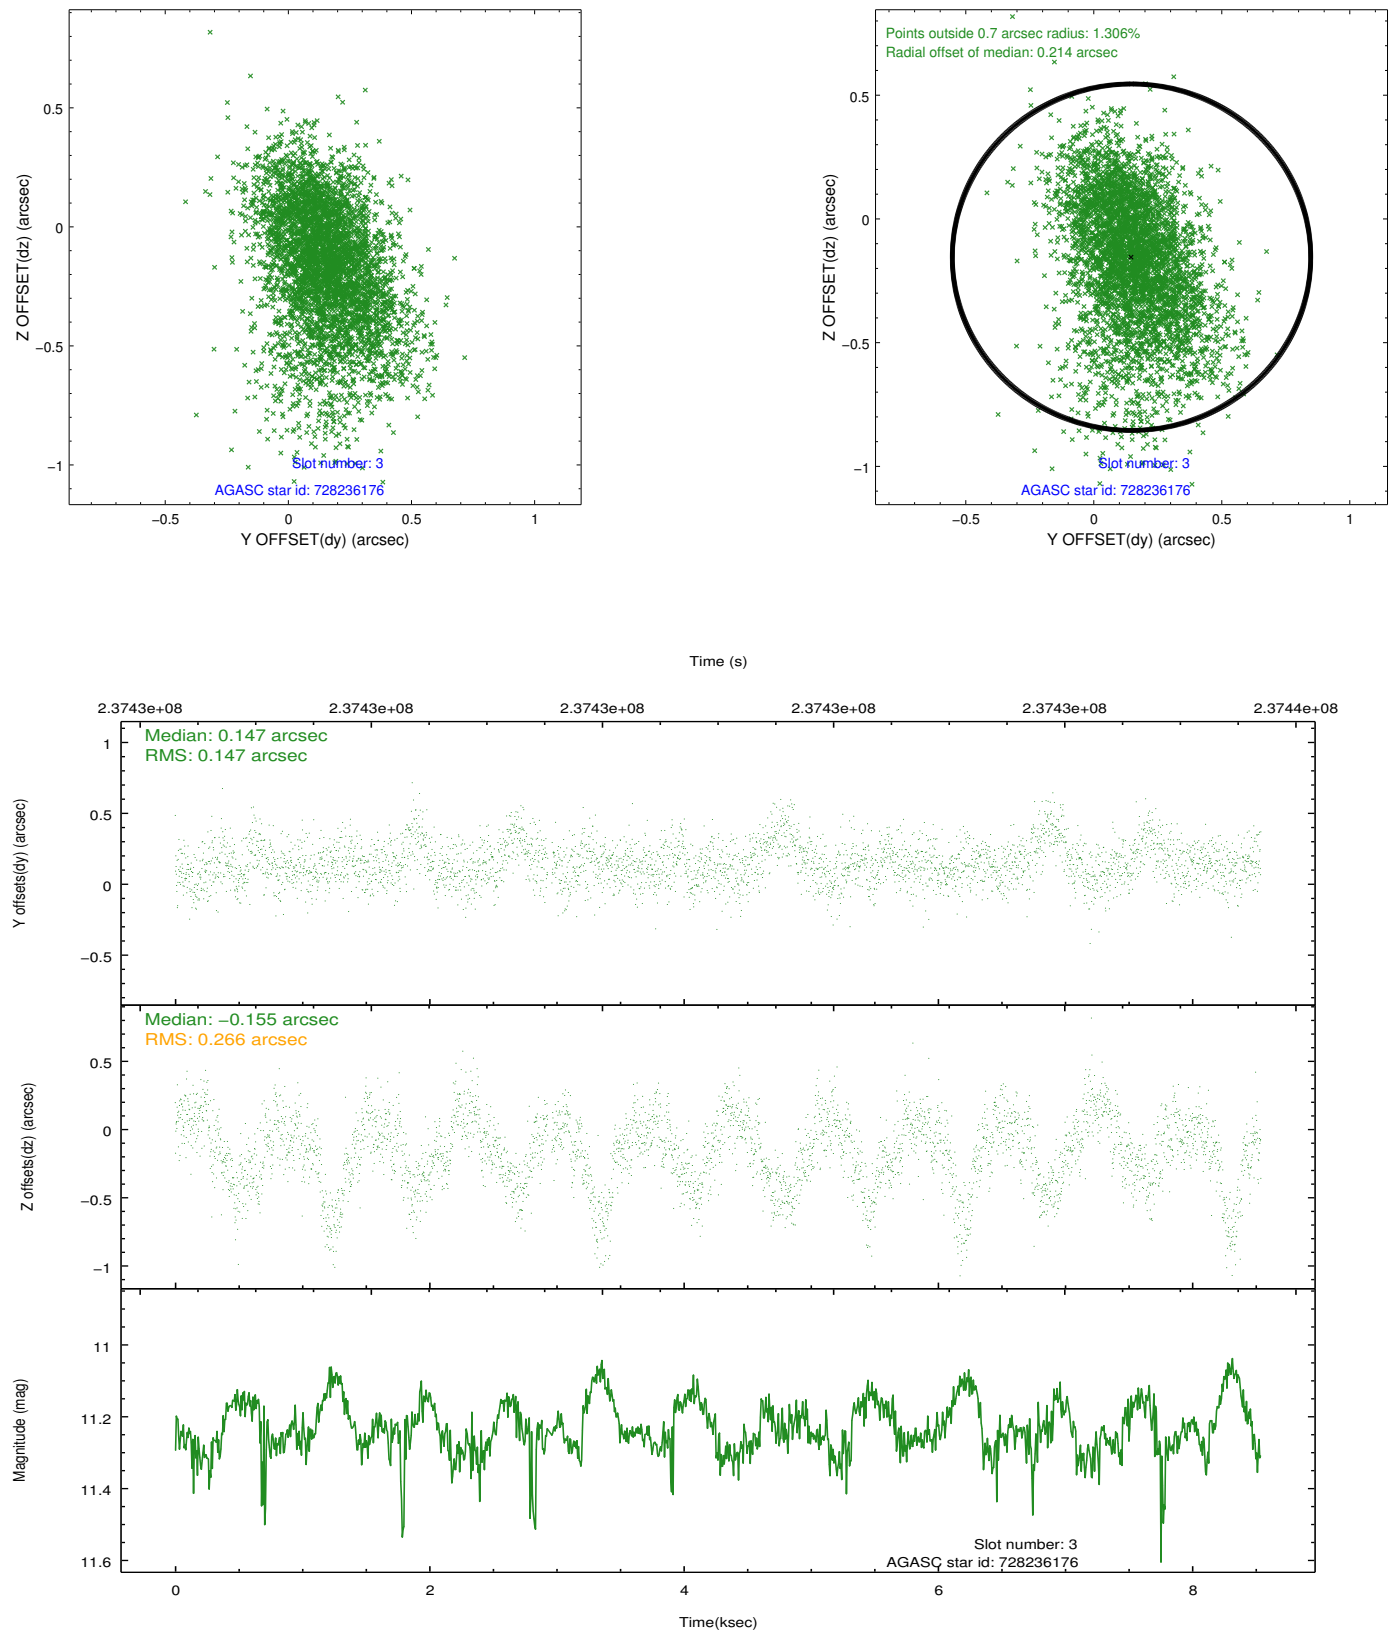 Points outside 0.7 arcsec radius: 1.306%
Radial offset of median: 0.214 arcsec
0.5
0
−0.5
−1
Z OFFSET(dz) (arcsec)
Slot number: 3
AGASC star id: 728236176
−0.5
0
0.5
1
Y OFFSET(dy) (arcsec)
0.5
0
−0.5
−1
Z OFFSET(dz) (arcsec)
Slot number: 3
AGASC star id: 728236176
−0.5
0
0.5
1
Y OFFSET(dy) (arcsec)
Time (s)
2.3743e+08 2.3743e+08 2.3743e+08 2.3743e+08 2.3743e+08 2.3744e+08
Median: 0.147 arcsec
RMS: 0.147 arcsec
1
0.5
0
−0.5
Y offsets(dy) (arcsec)
Median: −0.155 arcsec
RMS: 0.266 arcsec
0.5
0
−0.5
−1
Z offsets(dz) (arcsec)
11
11.2
11.4
11.6
Magnitude (mag)
Slot number: 3
AGASC star id: 728236176
0 2 4 6 8
Time(ksec)